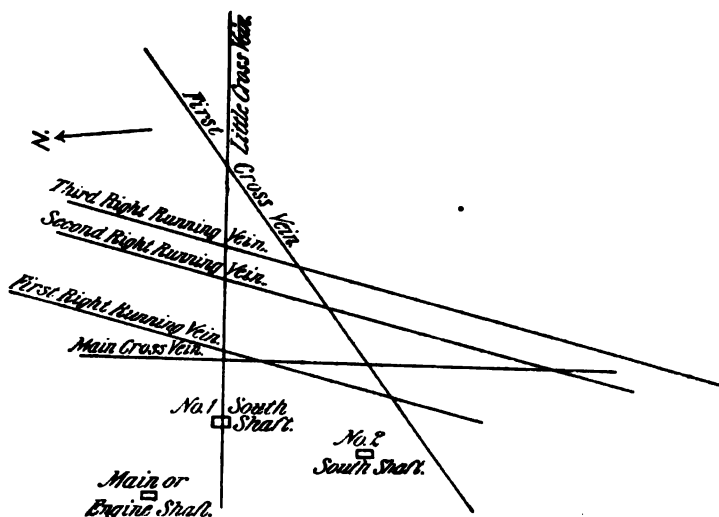 Little Cross Vein.
First Cross Vein
N.
Third Right Running Vein.
Second Right Running Vein.
First Right Running Vein.
Main Cross Vein.
No. 1 South
Shaft.
No. 2
South Shaft.
Main or
Engine Shaft.